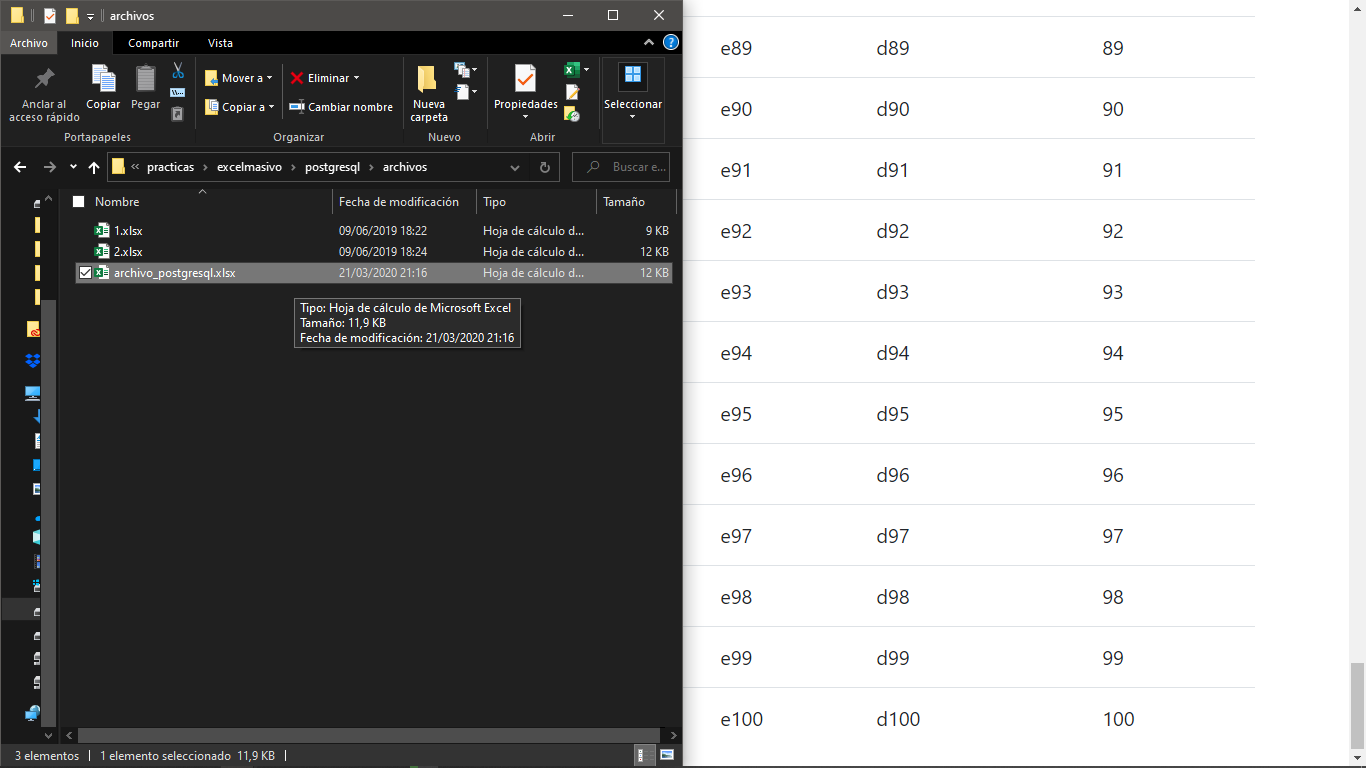 archivos
Archivo Inicio Compartir Vista
Anclar al acceso rápido
Copiar
Pegar
Portapapeles
Mover a
Copiar a
Eliminar
Cambiar nombre
Organizar
Nueva carpeta
Nuevo
Propiedades
Abrir
Seleccionar
« practicas › excelmasivo › postgresql › archivos
Buscar e...
Nombre Fecha de modificación Tipo Tamaño
1.xlsx 09/06/2019 18:22 Hoja de cálculo d... 9 KB
2.xlsx 09/06/2019 18:24 Hoja de cálculo d... 12 KB
archivo_postgresql.xlsx 21/03/2020 21:16 Hoja de cálculo d... 12 KB
Tipo: Hoja de cálculo de Microsoft Excel
Tamaño: 11,9 KB
Fecha de modificación: 21/03/2020 21:16
3 elementos 1 elemento seleccionado 11,9 KB
e89 d89 89
e90 d90 90
e91 d91 91
e92 d92 92
e93 d93 93
e94 d94 94
e95 d95 95
e96 d96 96
e97 d97 97
e98 d98 98
e99 d99 99
e100 d100 100